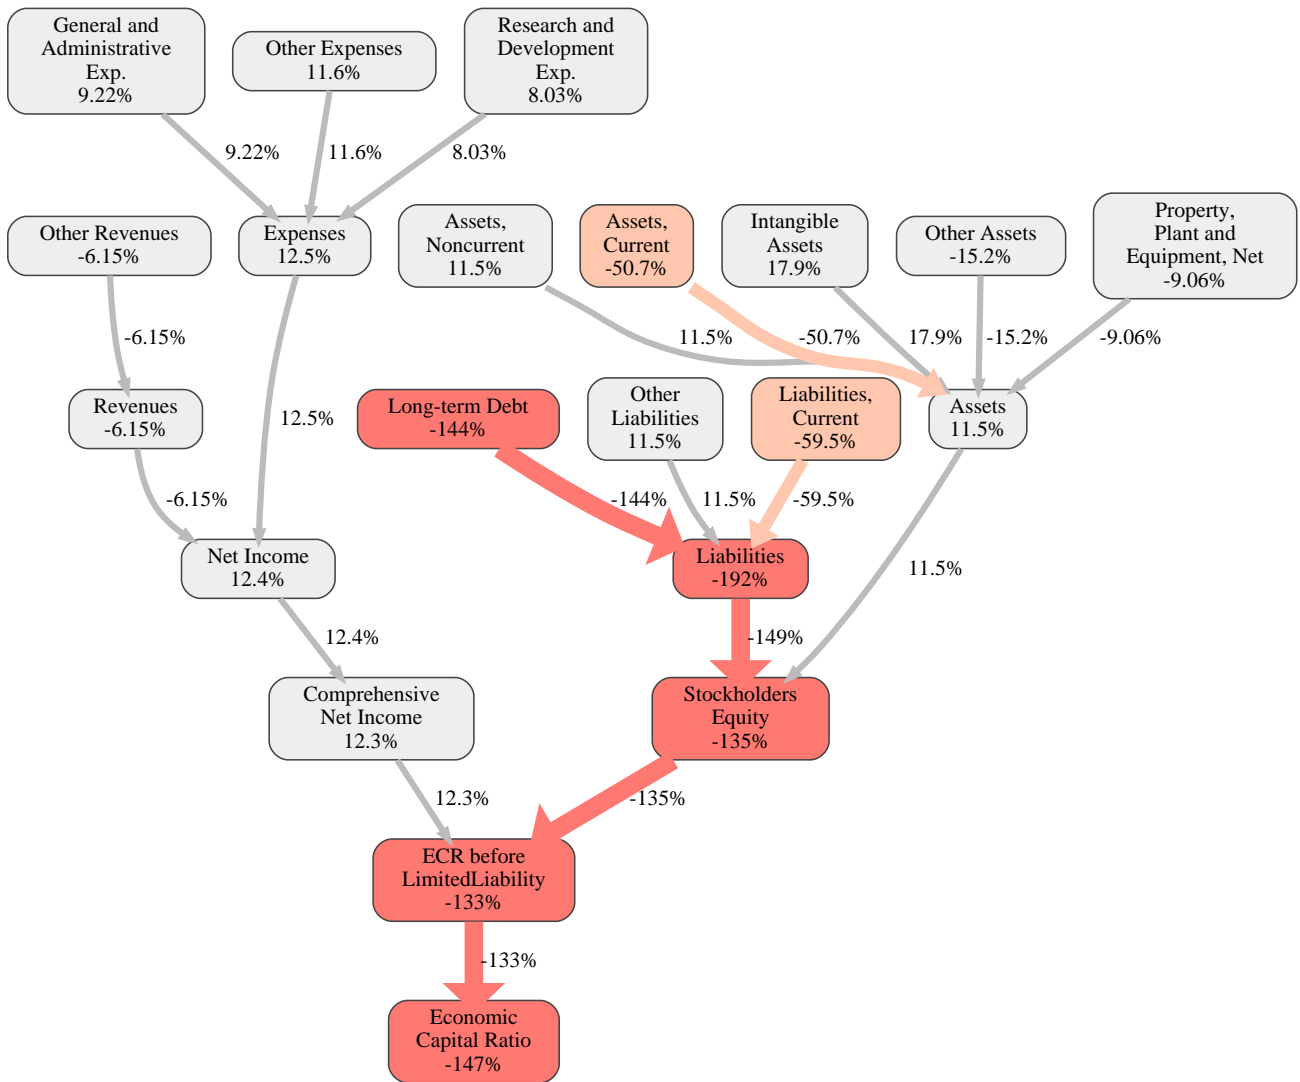 General and
Administrative
Exp.
9.22%
Other Expenses
11.6%
Research and
Development
Exp.
8.03%
9.22%
11.6%
8.03%
Other Revenues
-6.15%
Expenses
12.5%
Assets,
Noncurrent
11.5%
Assets,
Current
-50.7%
Intangible
Assets
17.9%
Other Assets
-15.2%
Property,
Plant and
Equipment, Net
-9.06%
-6.15%
11.5%
-50.7%
17.9%
-15.2%
-9.06%
Revenues
-6.15%
12.5%
Long-term Debt
-144%
Other
Liabilities
11.5%
Liabilities,
Current
-59.5%
Assets
11.5%
-6.15%
-144%
11.5%
-59.5%
Net Income
12.4%
Liabilities
-192%
11.5%
12.4%
-149%
Comprehensive
Net Income
12.3%
Stockholders
Equity
-135%
12.3%
-135%
ECR before
LimitedLiability
-133%
-133%
Economic
Capital Ratio
-147%